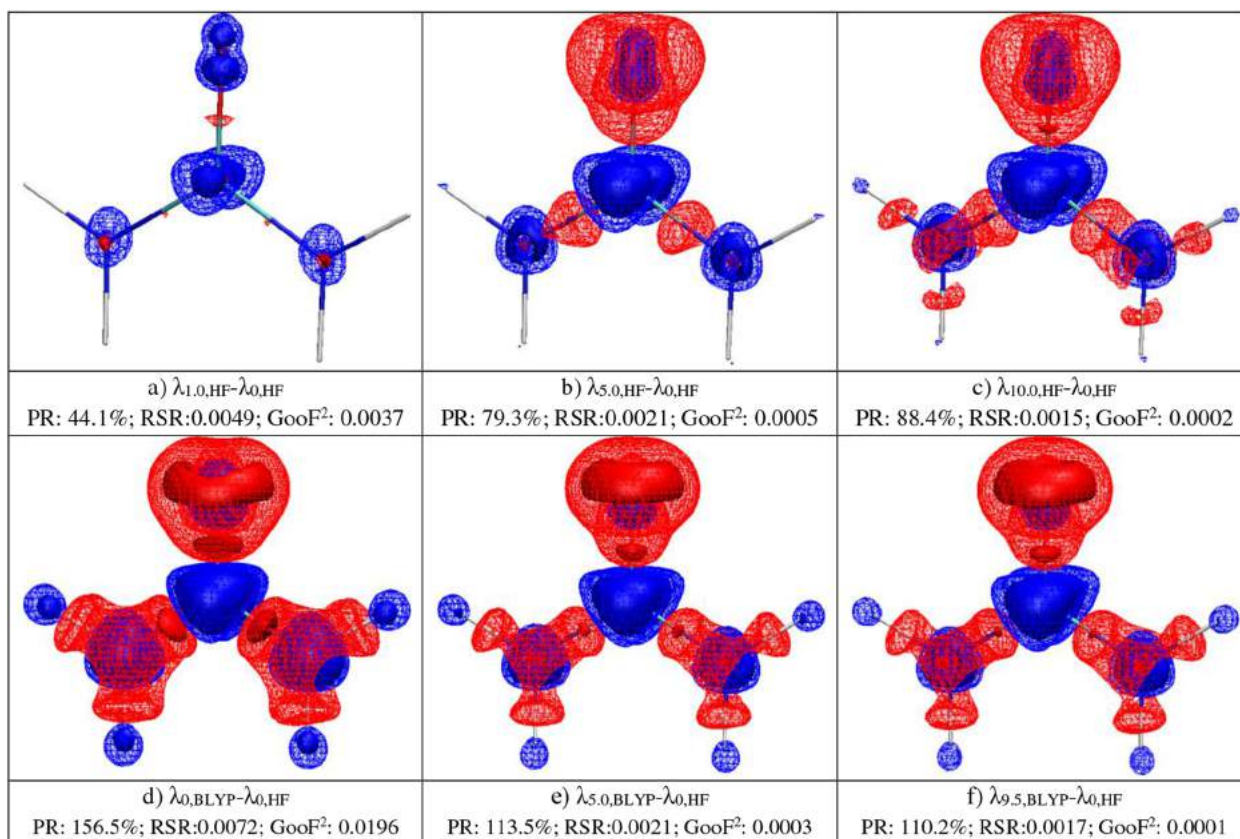 a) λ1.0,HF-λ0,HF
PR: 44.1%; RSR:0.0049; GooF²: 0.0037
b) λ5.0,HF-λ0,HF
PR: 79.3%; RSR:0.0021; GooF²: 0.0005
c) λ10.0,HF-λ0,HF
PR: 88.4%; RSR:0.0015; GooF²: 0.0002
d) λ0,BLYP-λ0,HF
PR: 156.5%; RSR:0.0072; GooF²: 0.0196
e) λ5.0,BLYP-λ0,HF
PR: 113.5%; RSR:0.0021; GooF²: 0.0003
f) λ9.5,BLYP-λ0,HF
PR: 110.2%; RSR:0.0017; GooF²: 0.0001